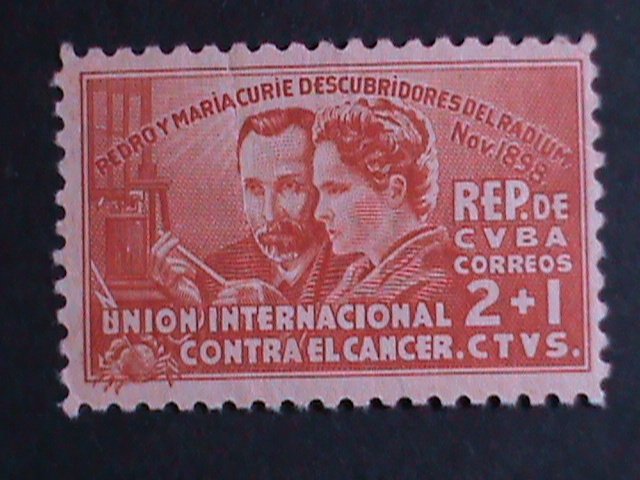 PEDRO Y MARIA CURIE DESCUBRIDORES DEL RADIUM,
Nov. 1898
REP. DE
CVBA
CORREOS
2+1
UNION INTERNACIONAL
CONTRA EL CANCER. CTVS.